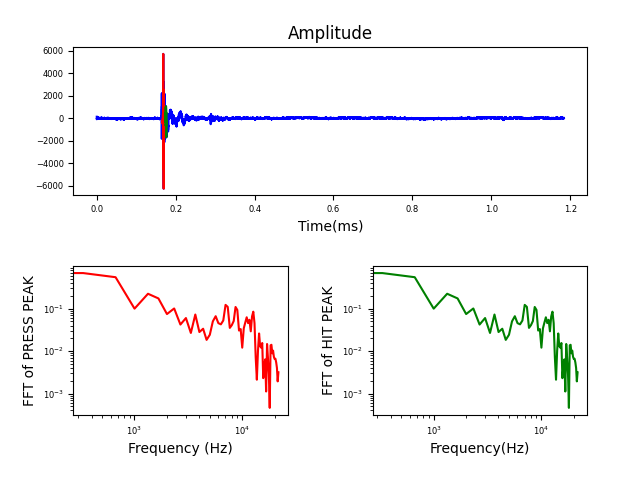 Amplitude
6000
4000
2000
0
−2000
−4000
−6000
0.0 0.2 0.4 0.6 0.8 1.0 1.2
Time(ms)
FFT of PRESS PEAK
10⁻¹
10⁻²
10⁻³
10³ 10⁴
Frequency (Hz)
FFT of HIT PEAK
10⁻¹
10⁻²
10⁻³
10³ 10⁴
Frequency(Hz)